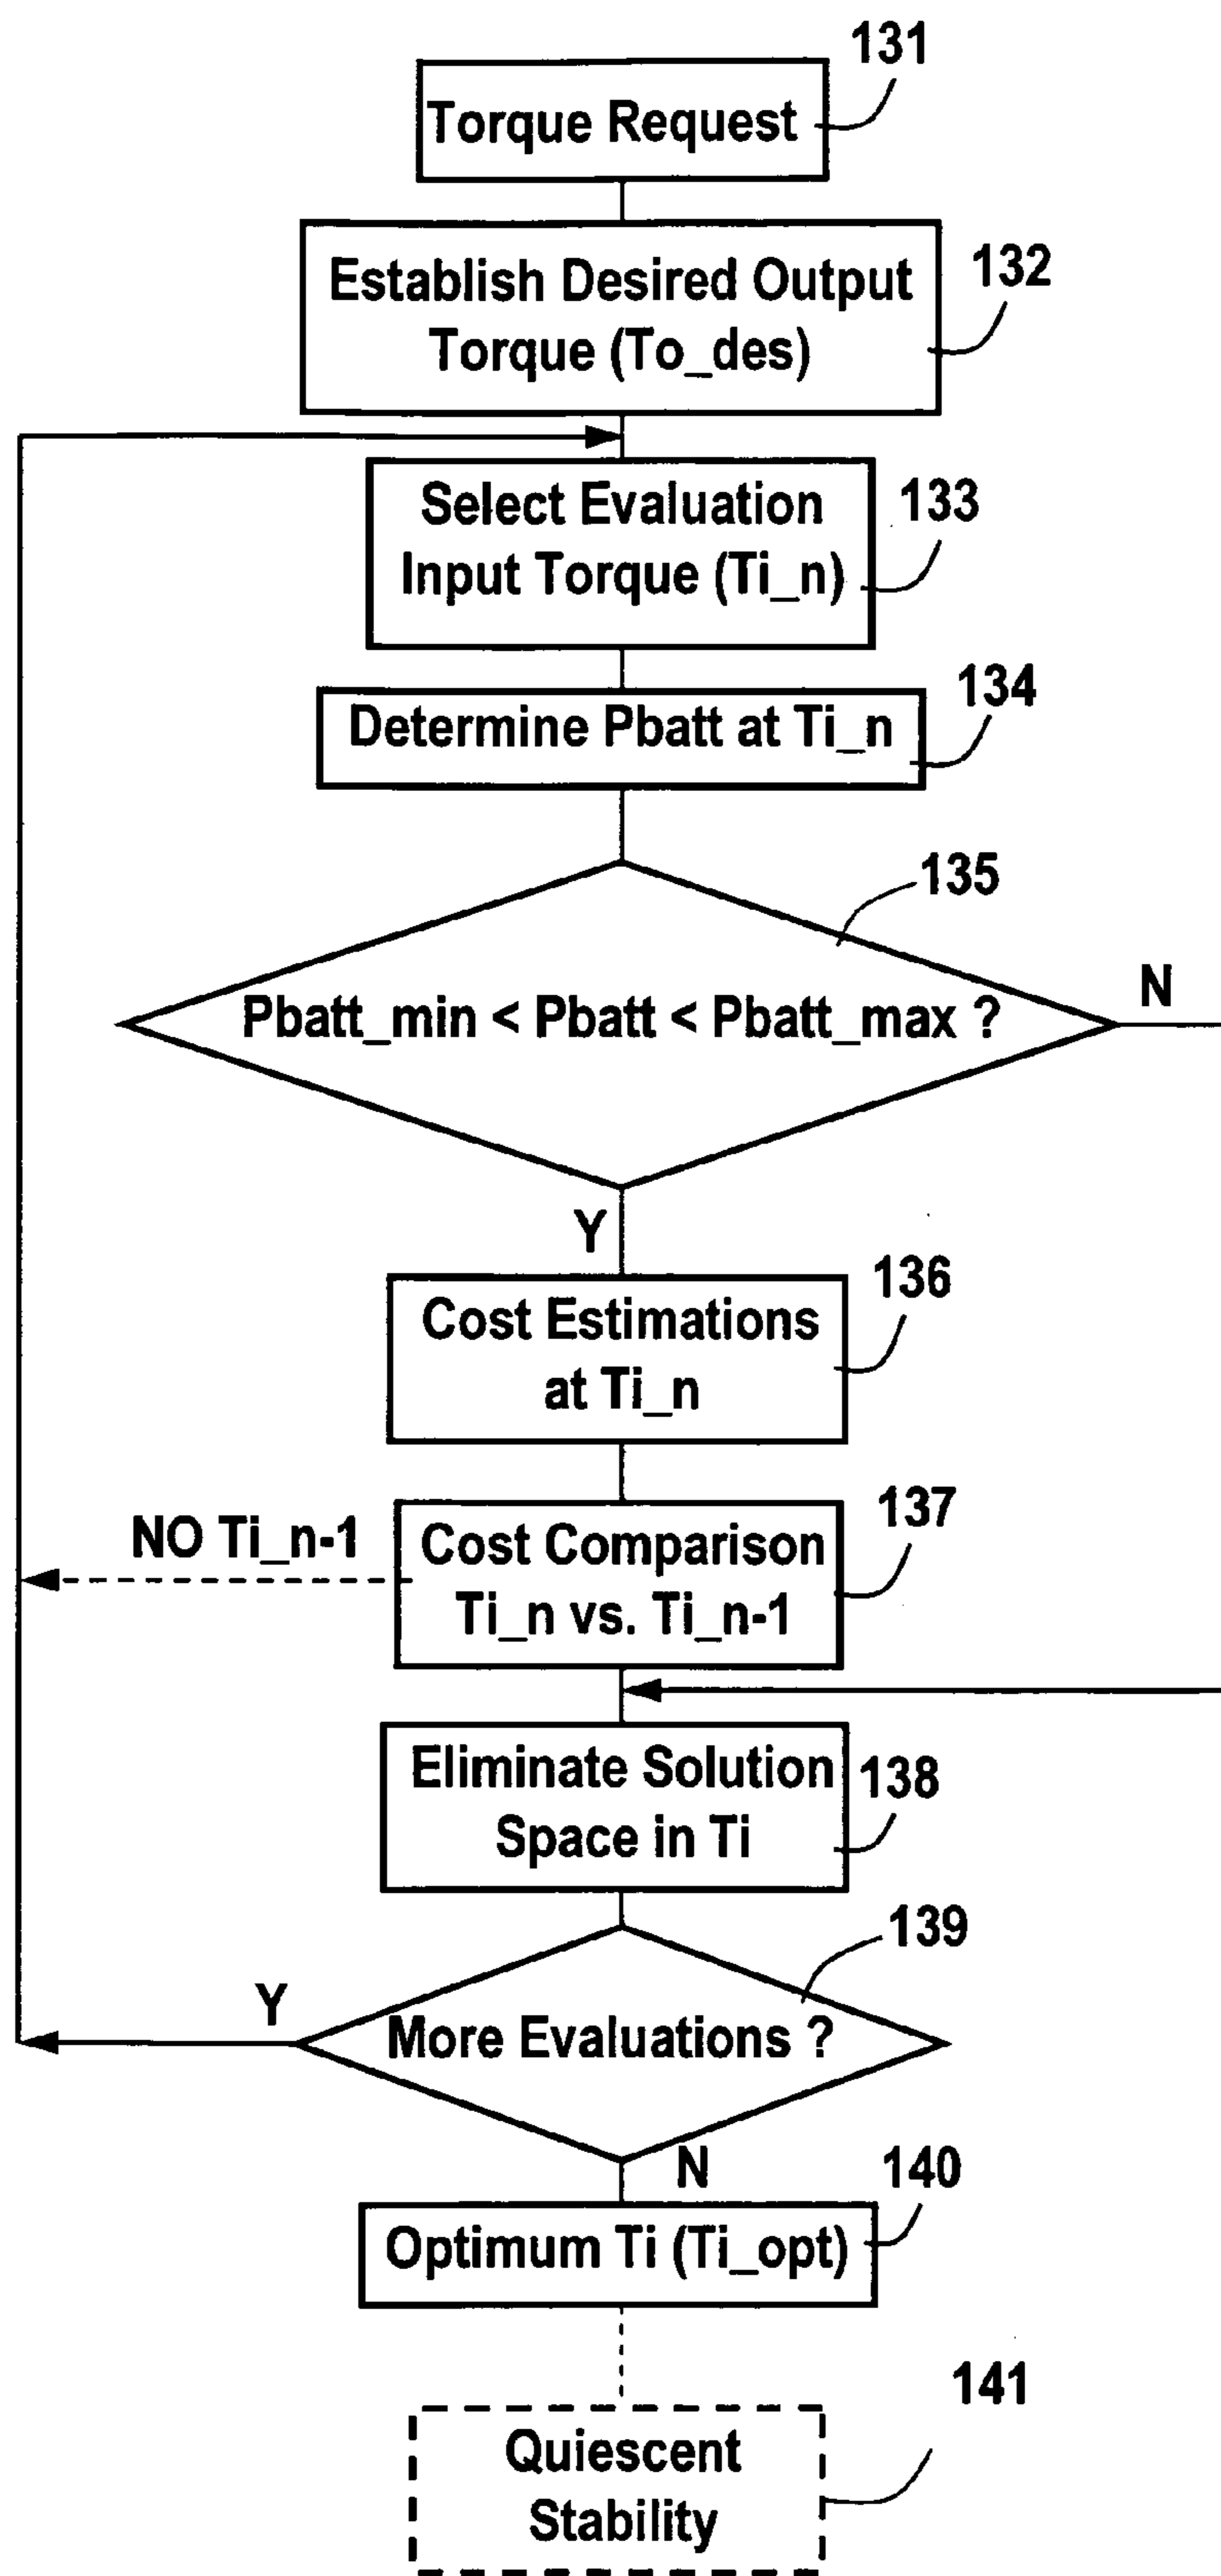 131
Torque Request
132
Establish Desired Output
Torque (To_des)
133
Select Evaluation
Input Torque (Ti_n)
134
Determine Pbatt at Ti_n
135
N
Pbatt_min < Pbatt < Pbatt_max ?
Y
136
Cost Estimations
at Ti_n
137
NO Ti_n-1
Cost Comparison
Ti_n vs. Ti_n-1
Eliminate Solution
138
Space in Ti
139
Y
More Evaluations ?
N
140
Optimum Ti (Ti_opt)
141
Quiescent
Stability